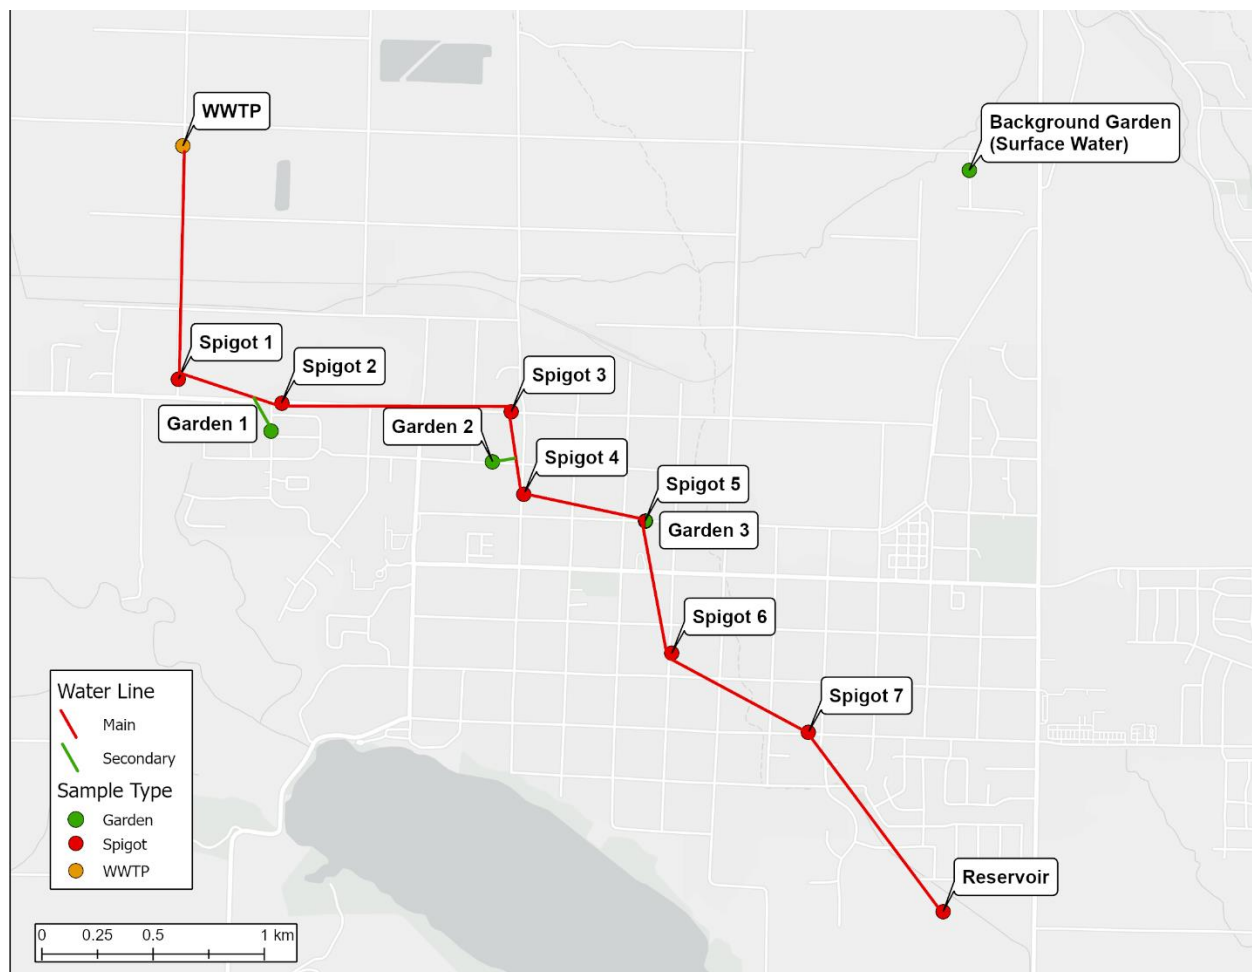 WWTP
Background Garden
(Surface Water)
Spigot 1
Spigot 2
Spigot 3
Garden 1
Garden 2
Spigot 4
Spigot 5
Garden 3
Spigot 6
Spigot 7
Reservoir
Water Line
Main
Secondary
Sample Type
Garden
Spigot
WWTP
0 0.25 0.5 1 km